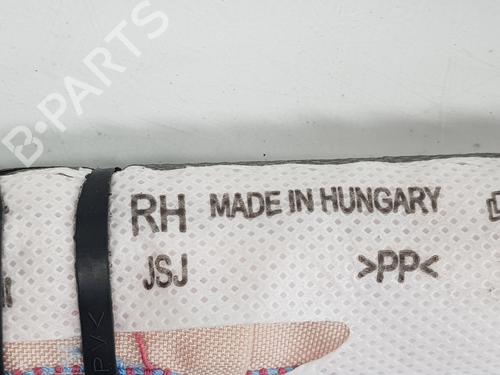 B-PARTS
RH MADE IN HUNGARY
JSJ >PP<